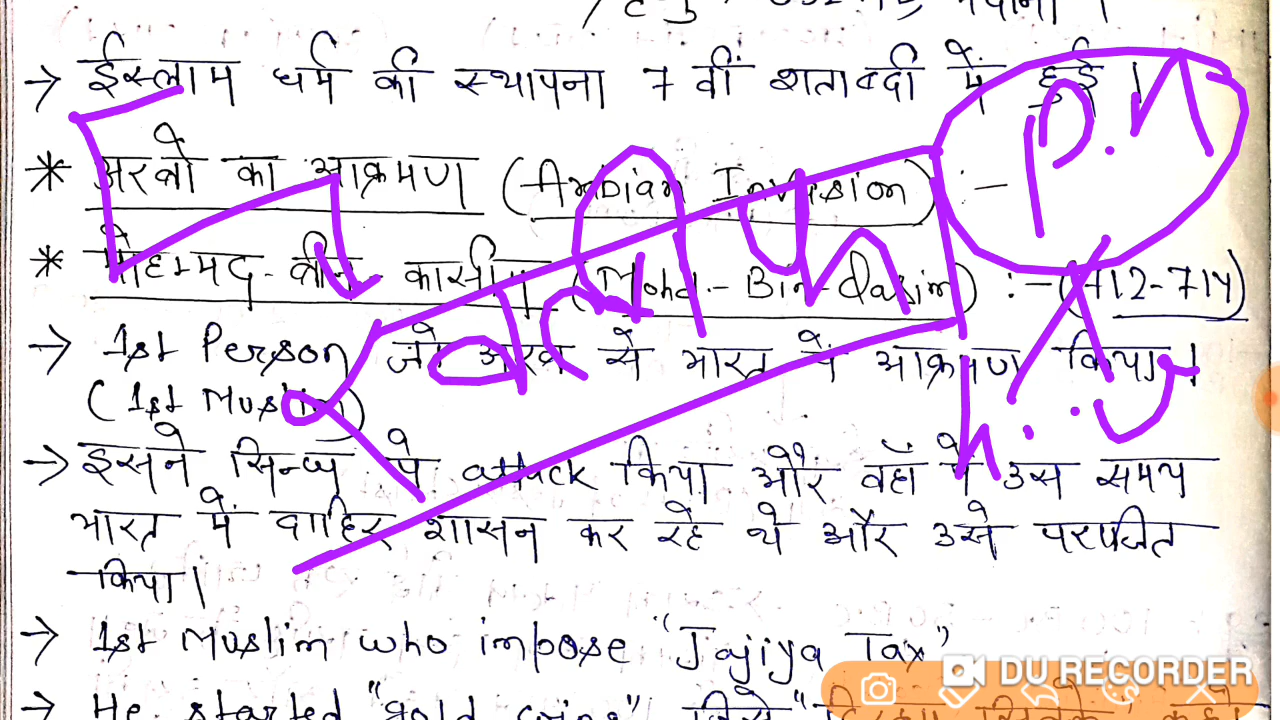 → ईस्लाम धर्म की स्थापना 7 वीं शताब्दी में हुई।
* अरबो का आक्रमण (Arbian Invasion) :-
* मोहम्मद-बीन-कासीम (Mohd-Bin-Qasim) :- (712-714)
→ 1st Person जो अरब से भारत पे आक्रमण किया।
(1st Muslim)
→ इसने सिन्ध पे attack किया और वहाँ पे उस समय
भारत में दाहिर शासन कर रहे थे और उसे पराजित
किया।
→ 1st Muslim who impose "Jajiya Tax"
→ He started "gold coins" जिसे
P.M
DU RECORDER